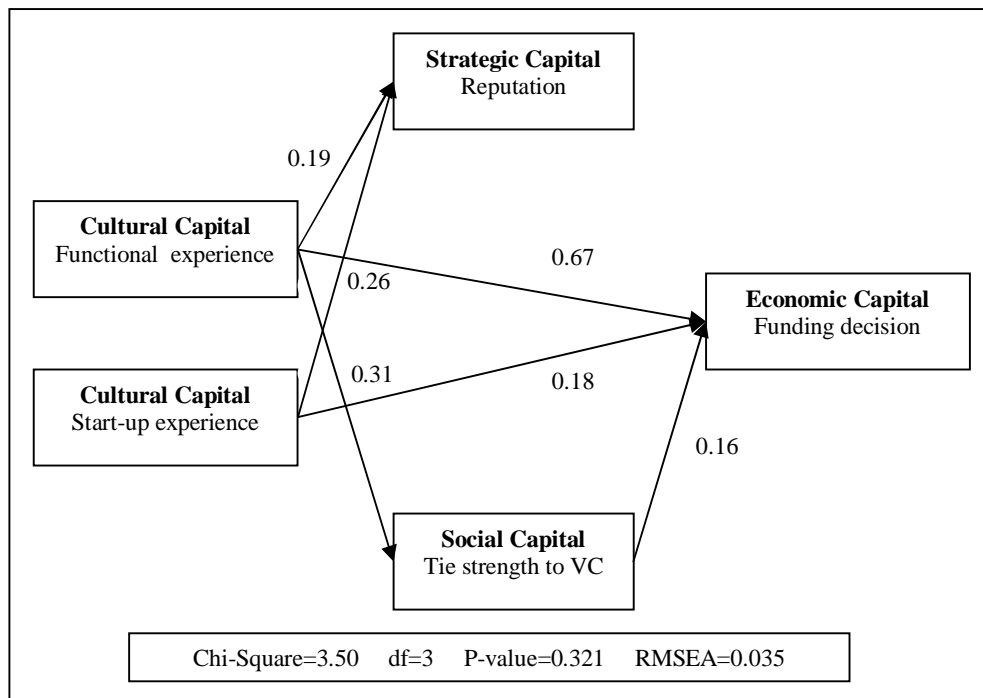 Strategic Capital
Reputation
0.19
Cultural Capital
Functional experience
0.67
0.26
Economic Capital
Funding decision
Cultural Capital
Start-up experience
0.31
0.18
0.16
Social Capital
Tie strength to VC
Chi-Square=3.50 df=3 P-value=0.321 RMSEA=0.035